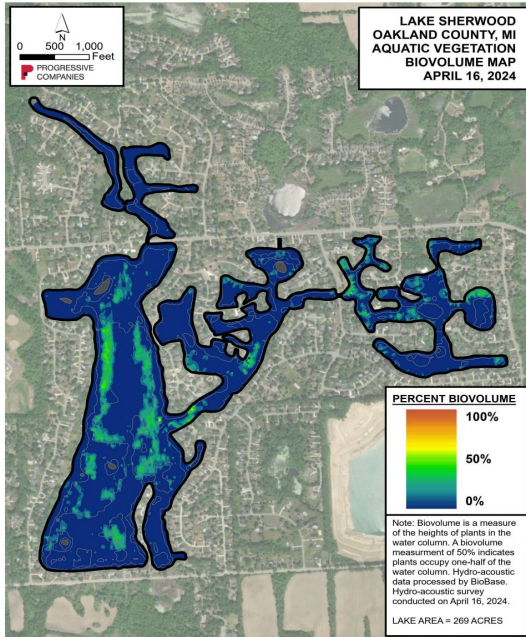 N
0 500 1,000
Feet
PROGRESSIVE
COMPANIES
LAKE SHERWOOD
OAKLAND COUNTY, MI
AQUATIC VEGETATION
BIOVOLUME MAP
APRIL 16, 2024
PERCENT BIOVOLUME
100%
50%
0%
Note: Biovolume is a measure
of the heights of plants in the
water column. A biovolume
measurment of 50% indicates
plants occupy one-half of the
water column. Hydro-acoustic
data processed by BioBase.
Hydro-acoustic survey
conducted on April 16, 2024.
LAKE AREA = 269 ACRES